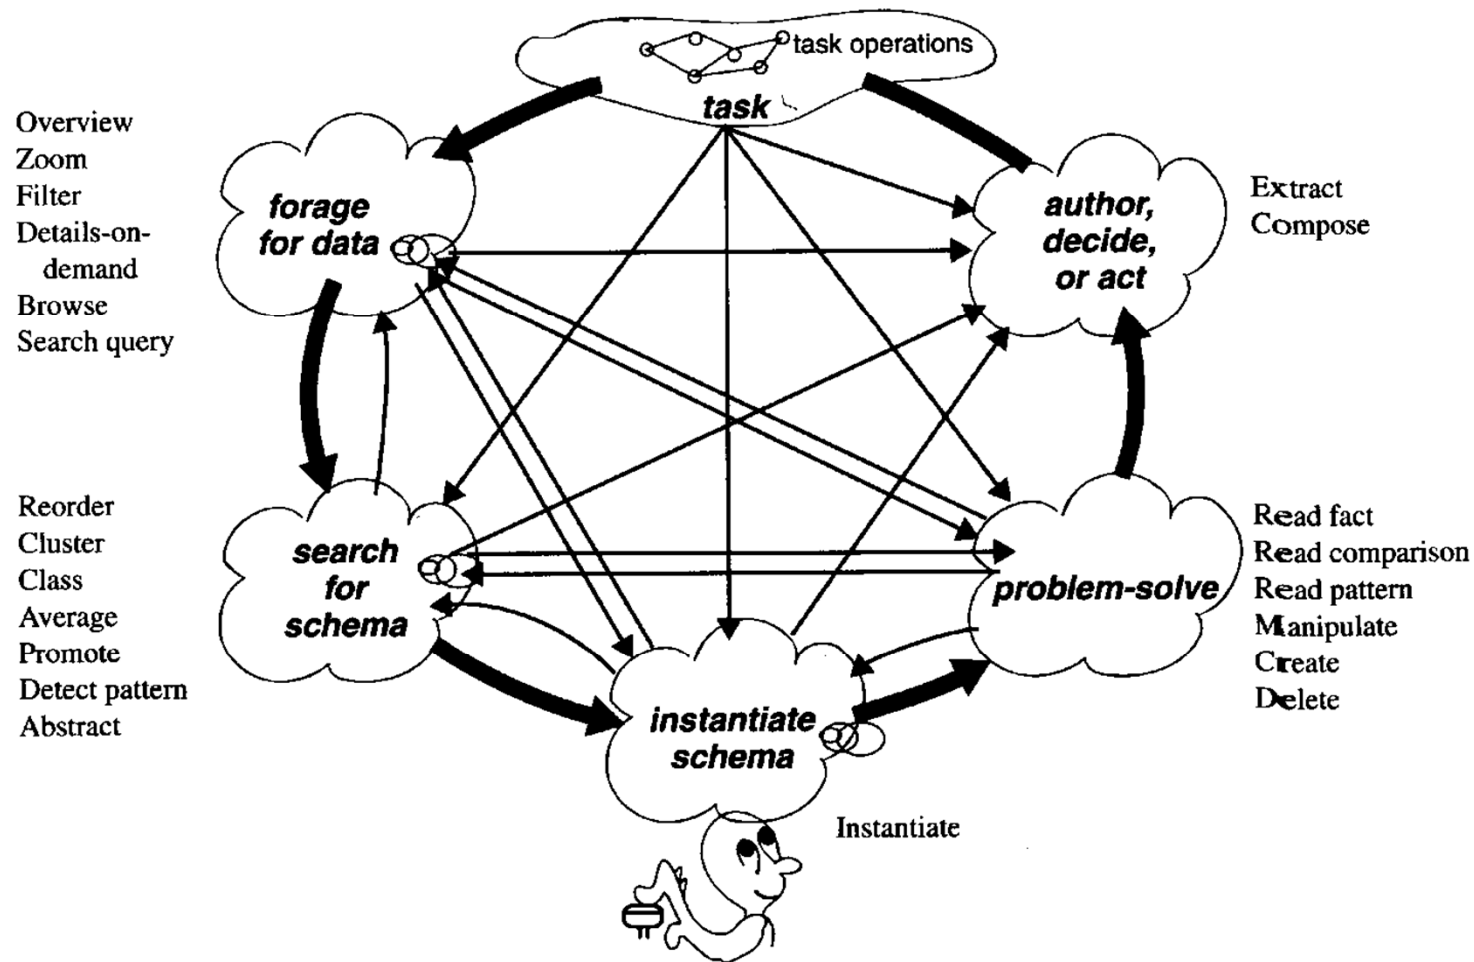 task operations
task
Overview
Zoom
Filter
Details-on-
demand
Browse
Search query
forage
for data
author,
decide,
or act
Extract
Compose
Reorder
Cluster
Class
Average
Promote
Detect pattern
Abstract
search
for
schema
problem-solve
Read fact
Read comparison
Read pattern
Manipulate
Create
Delete
instantiate
schema
Instantiate